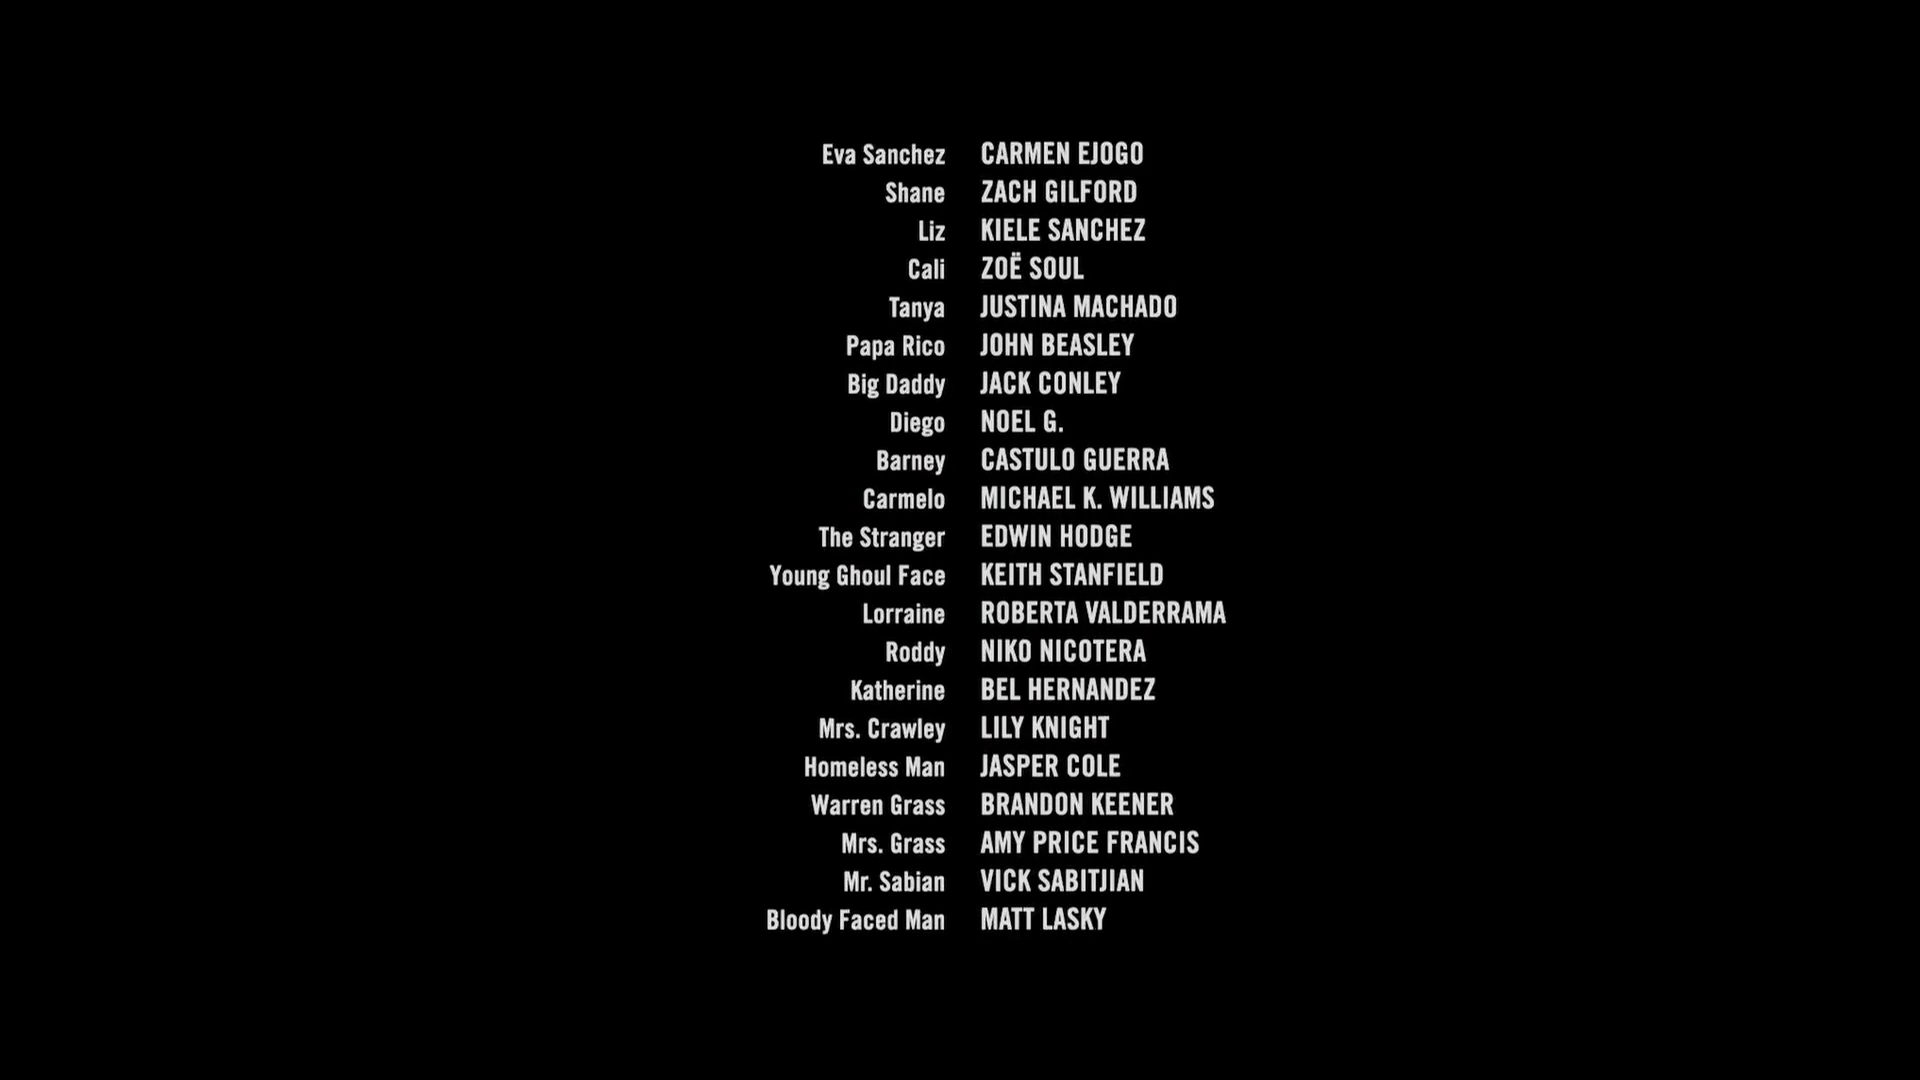 Eva Sanchez CARMEN EJOGO
Shane ZACH GILFORD
Liz KIELE SANCHEZ
Cali ZOË SOUL
Tanya JUSTINA MACHADO
Papa Rico JOHN BEASLEY
Big Daddy JACK CONLEY
Diego NOEL G.
Barney CASTULO GUERRA
Carmelo MICHAEL K. WILLIAMS
The Stranger EDWIN HODGE
Young Ghoul Face KEITH STANFIELD
Lorraine ROBERTA VALDERRAMA
Roddy NIKO NICOTERA
Katherine BEL HERNANDEZ
Mrs. Crawley LILY KNIGHT
Homeless Man JASPER COLE
Warren Grass BRANDON KEENER
Mrs. Grass AMY PRICE FRANCIS
Mr. Sabian VICK SABITJIAN
Bloody Faced Man MATT LASKY